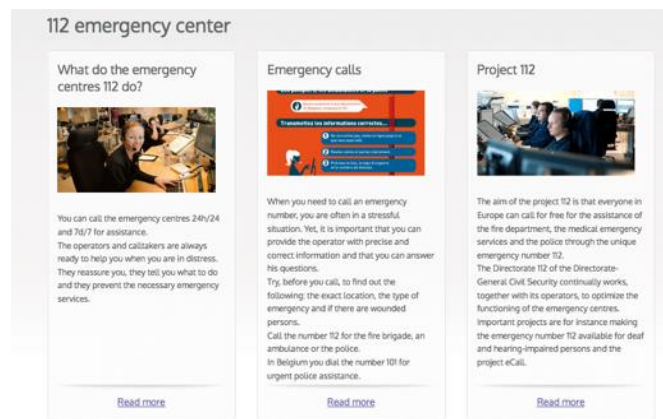 112 emergency center
What do the emergency
centres 112 do?
You can call the emergency centres 24h/24
and 7d/7 for assistance.
The operators and calltakers are always
ready to help you when you are in distress.
They reassure you, they tell you what to do
and they prevent the necessary emergency
services.
Read more
Emergency calls
Transmettez les informations correctes...
When you need to call an emergency
number, you are often in a stressful
situation. Yet, it is important that you can
provide the operator with precise and
correct information and that you can answer
his questions.
Try, before you call, to find out the
following: the exact location, the type of
emergency and if there are wounded
persons.
Call the number 112 for the fire brigade, an
ambulance or the police.
In Belgium you dial the number 101 for
urgent police assistance.
Read more
Project 112
The aim of the project 112 is that everyone in
Europe can call for free for the assistance of
the fire department, the medical emergency
services and the police through the unique
emergency number 112.
The Directorate 112 of the Directorate-
General Civil Security continually works,
together with its operators, to optimize the
functioning of the emergency centres.
Important projects are for instance making
the emergency number 112 available for deaf
and hearing-impaired persons and the
project eCall.
Read more